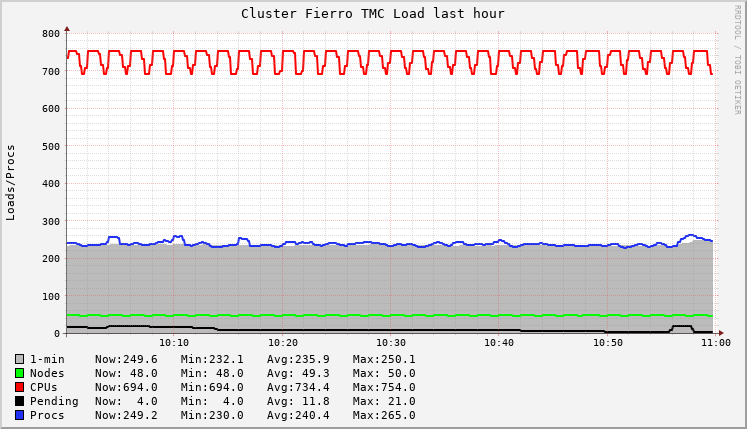 Cluster Fierro TMC Load last hour
RRDTOOL / TOBI OETIKER
Loads/Procs
800
700
600
500
400
300
200
100
0
10:10 10:20 10:30 10:40 10:50 11:00
1-min Now:249.6 Min:232.1 Avg:235.9 Max:250.1
Nodes Now: 48.0 Min: 48.0 Avg: 49.3 Max: 50.0
CPUs Now:694.0 Min:694.0 Avg:734.4 Max:754.0
Pending Now: 4.0 Min: 4.0 Avg: 11.8 Max: 21.0
Procs Now:249.2 Min:230.0 Avg:240.4 Max:265.0